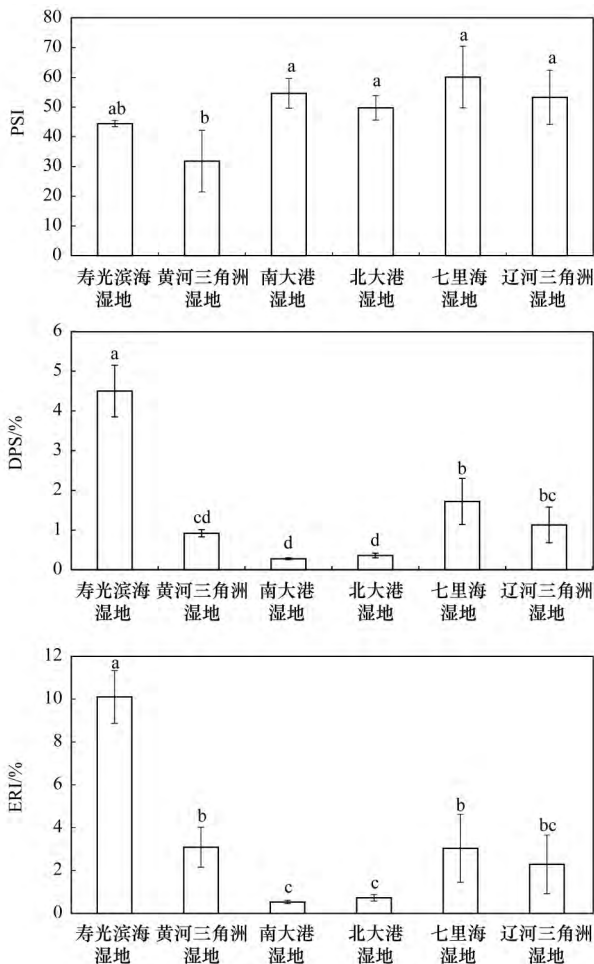 80
70
60
50
40
30
20
10
0
PSI
ab
b
a
a
a
a
寿光滨海 黄河三角洲 南大港 北大港 七里海 辽河三角洲
湿地 湿地 湿地 湿地 湿地 湿地
6
5
4
3
2
1
0
DPS/%
a
cd
d
d
b
bc
寿光滨海 黄河三角洲 南大港 北大港 七里海 辽河三角洲
湿地 湿地 湿地 湿地 湿地 湿地
12
10
8
6
4
2
0
ERI/%
a
b
c
c
b
bc
寿光滨海 黄河三角洲 南大港 北大港 七里海 辽河三角洲
湿地 湿地 湿地 湿地 湿地 湿地